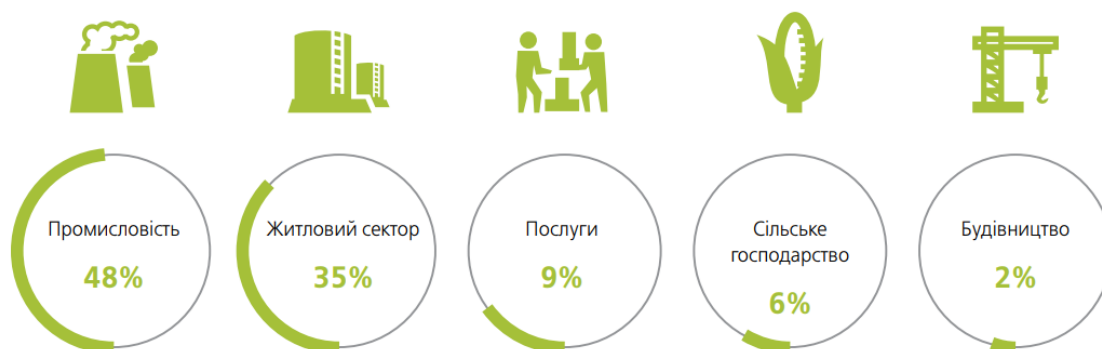 Промисловість
48%
Житловий сектор
35%
Послуги
9%
Сільське
господарство
6%
Будівництво
2%